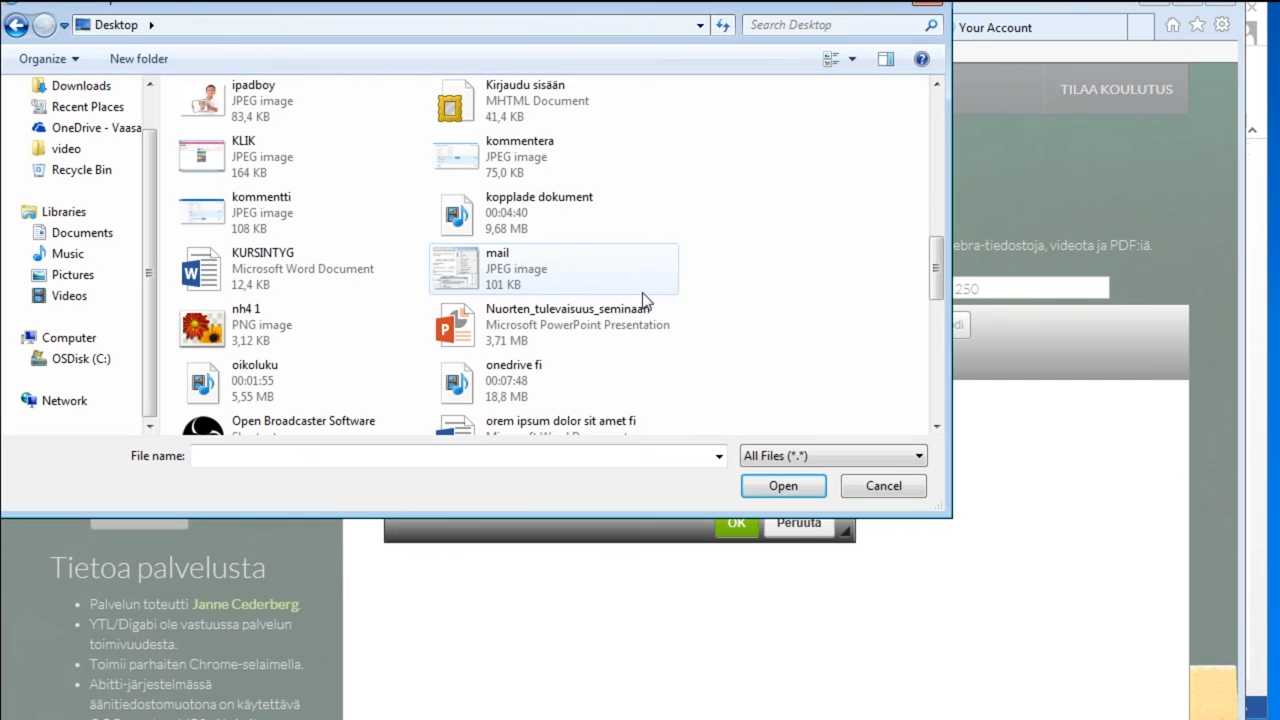 Desktop
Search Desktop
Your Account
Organize
New folder
TILAA KOULUTUS
Downloads
Recent Places
OneDrive - Vaasa
video
Recycle Bin
Libraries
Documents
Music
Pictures
Videos
Computer
OSDisk (C:)
Network
ipadboy
JPEG image
83,4 KB
Kirjaudu sisään
MHTML Document
41,4 KB
KLIK
JPEG image
164 KB
kommentera
JPEG image
75,0 KB
kommentti
JPEG image
108 KB
kopplade dokument
00:04:40
9,68 MB
KURSINTYG
Microsoft Word Document
12,4 KB
mail
JPEG image
101 KB
nh4 1
PNG image
3,12 KB
Nuorten_tulevaisuus_seminaari
Microsoft PowerPoint Presentation
3,71 MB
oikoluku
00:01:55
5,55 MB
onedrive fi
00:07:48
18,8 MB
Open Broadcaster Software
orem ipsum dolor sit amet fi
ebra-tiedostoja, videota ja PDF:iä.
250
File name:
All Files (*.*)
Open
Cancel
OK
Peruuta
Tietoa palvelusta
• Palvelun toteutti Janne Cederberg.
• YTL/Digabi ole vastuussa palvelun
toimivuudesta.
• Toimii parhaiten Chrome-selaimella.
• Abitti-järjestelmässä
äänitiedostomuotona on käytettävä